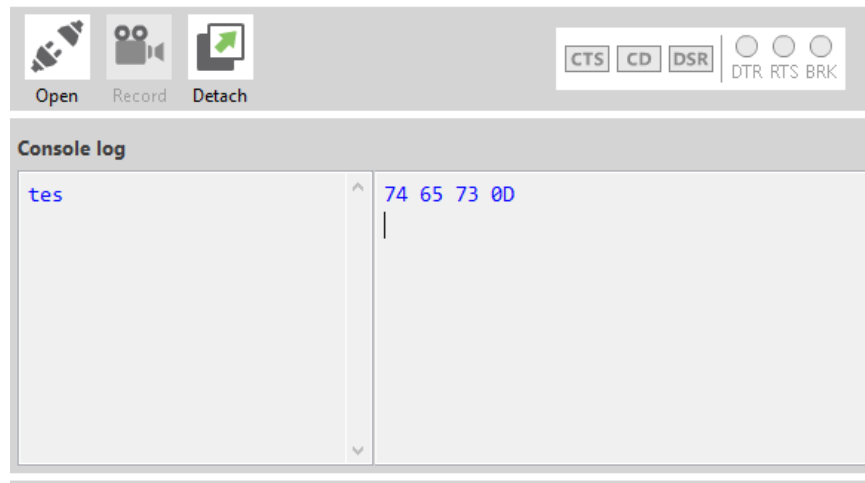 CTS CD DSR
DTR RTS BRK
Open Record Detach
Console log
tes
74 65 73 0D